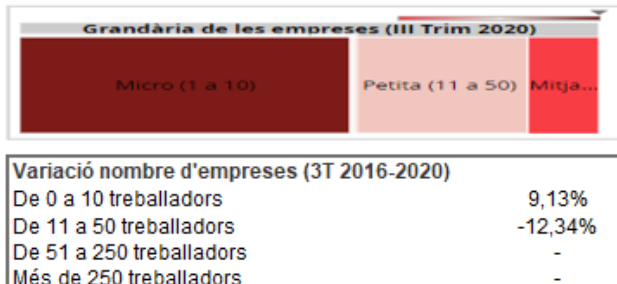 Grandària de les empreses (III Trim 2020)
Micro (1 a 10) Petita (11 a 50) Mitja...
Variació nombre d'empreses (3T 2016-2020)
De 0 a 10 treballadors 9,13%
De 11 a 50 treballadors -12,34%
De 51 a 250 treballadors -
Més de 250 treballadors -